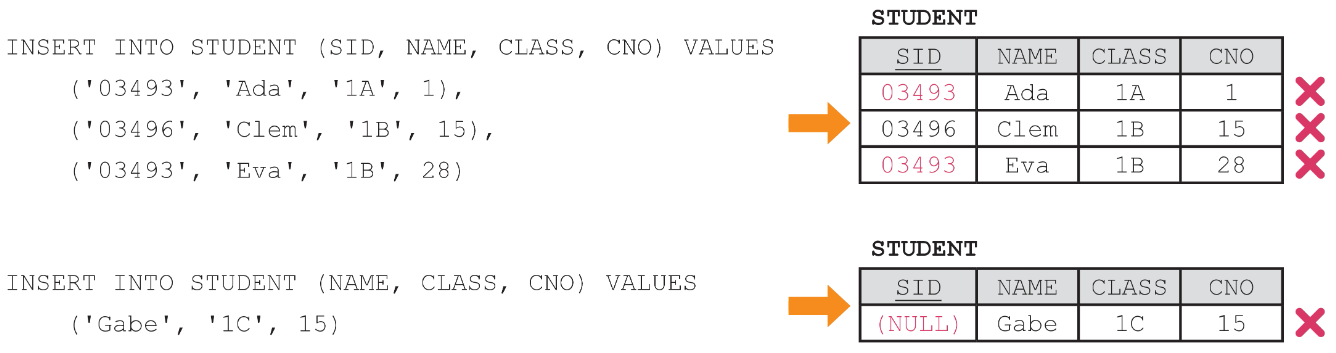 STUDENT
INSERT INTO STUDENT (SID, NAME, CLASS, CNO) VALUES
('03493', 'Ada', '1A', 1),
('03496', 'Clem', '1B', 15),
('03493', 'Eva', '1B', 28)
SID NAME CLASS CNO
03493 Ada 1A 1
03496 Clem 1B 15
03493 Eva 1B 28
STUDENT
INSERT INTO STUDENT (NAME, CLASS, CNO) VALUES
('Gabe', '1C', 15)
SID NAME CLASS CNO
(NULL) Gabe 1C 15